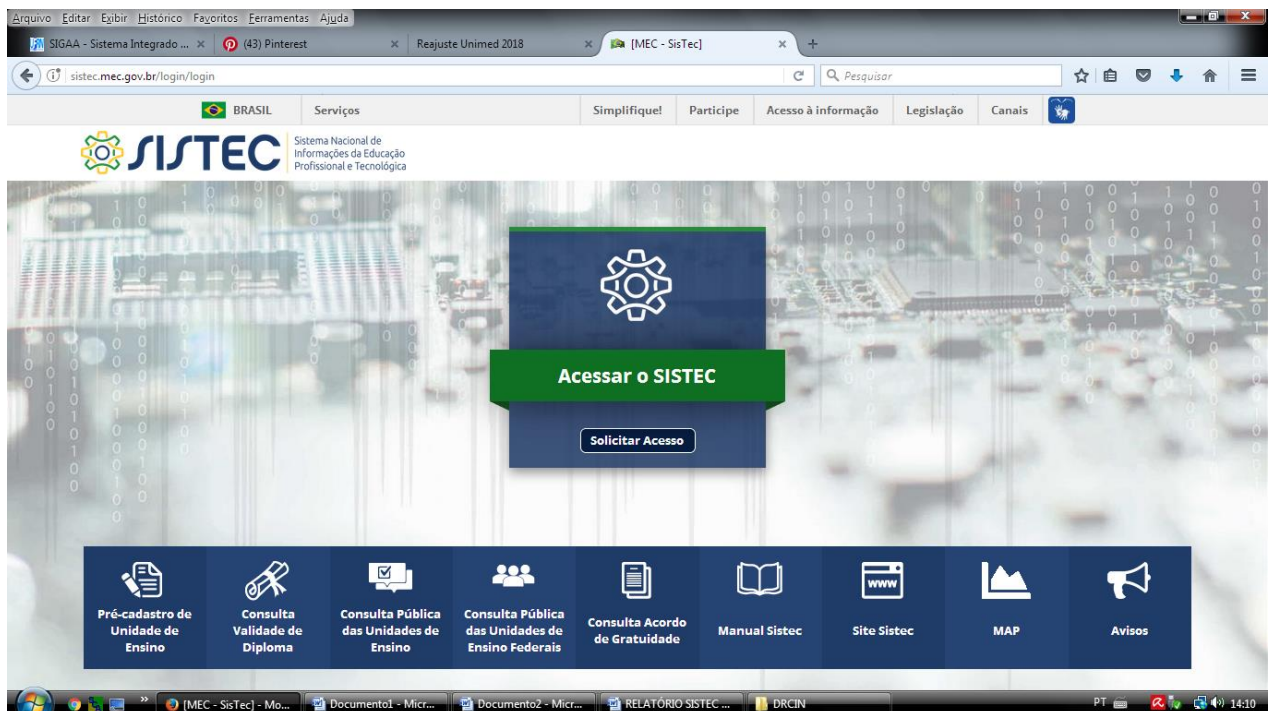 Arquivo Editar Exibir Histórico Favoritos Ferramentas Ajuda
SIGAA - Sistema Integrado ... (43) Pinterest Reajuste Unimed 2018 [MEC - SisTec]
sistec.mec.gov.br/login/login Pesquisar
BRASIL Serviços Simplifique! Participe Acesso à informação Legislação Canais
SISTEC
Sistema Nacional de
Informações da Educação
Profissional e Tecnológica
Acessar o SISTEC
Solicitar Acesso
Pré-cadastro de
Unidade de
Ensino
Consulta
Validade de
Diploma
Consulta Pública
das Unidades de
Ensino
Consulta Pública
das Unidades de
Ensino Federais
Consulta Acordo
de Gratuidade
Manual Sistec
www
Site Sistec
MAP
Avisos
[MEC - SisTec] - Mo... Documento1 - Micr... Documento2 - Micr... RELATÓRIO SISTEC ... DRCIN PT 14:10